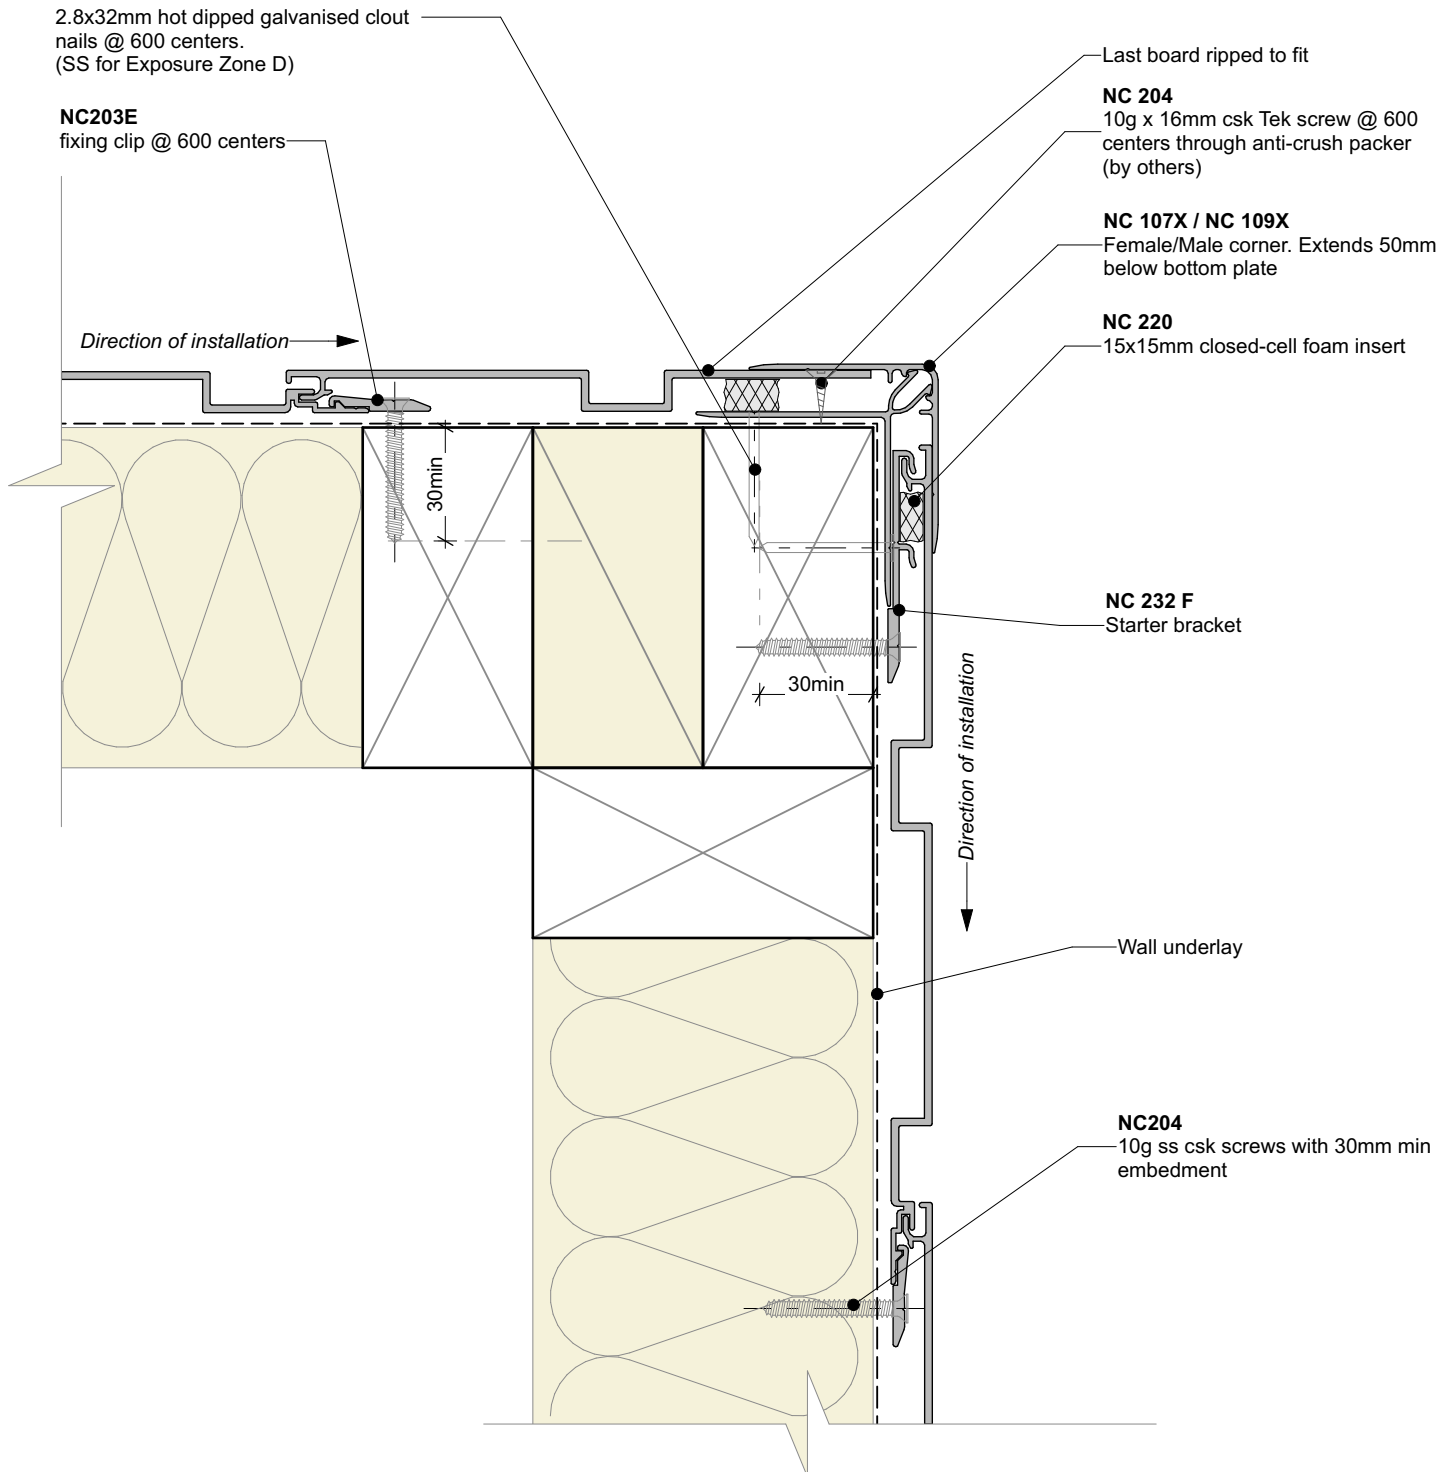 2.8x32mm hot dipped galvanised clout
nails @ 600 centers.
(SS for Exposure Zone D)
NC203E
fixing clip @ 600 centers
Last board ripped to fit
NC 204
10g x 16mm csk Tek screw @ 600
centers through anti-crush packer
(by others)
NC 107X / NC 109X
Female/Male corner. Extends 50mm
below bottom plate
NC 220
15x15mm closed-cell foam insert
Direction of installation
30min
NC 232 F
Starter bracket
30min
Direction of installation
Wall underlay
NC204
10g ss csk screws with 30mm min
embedment